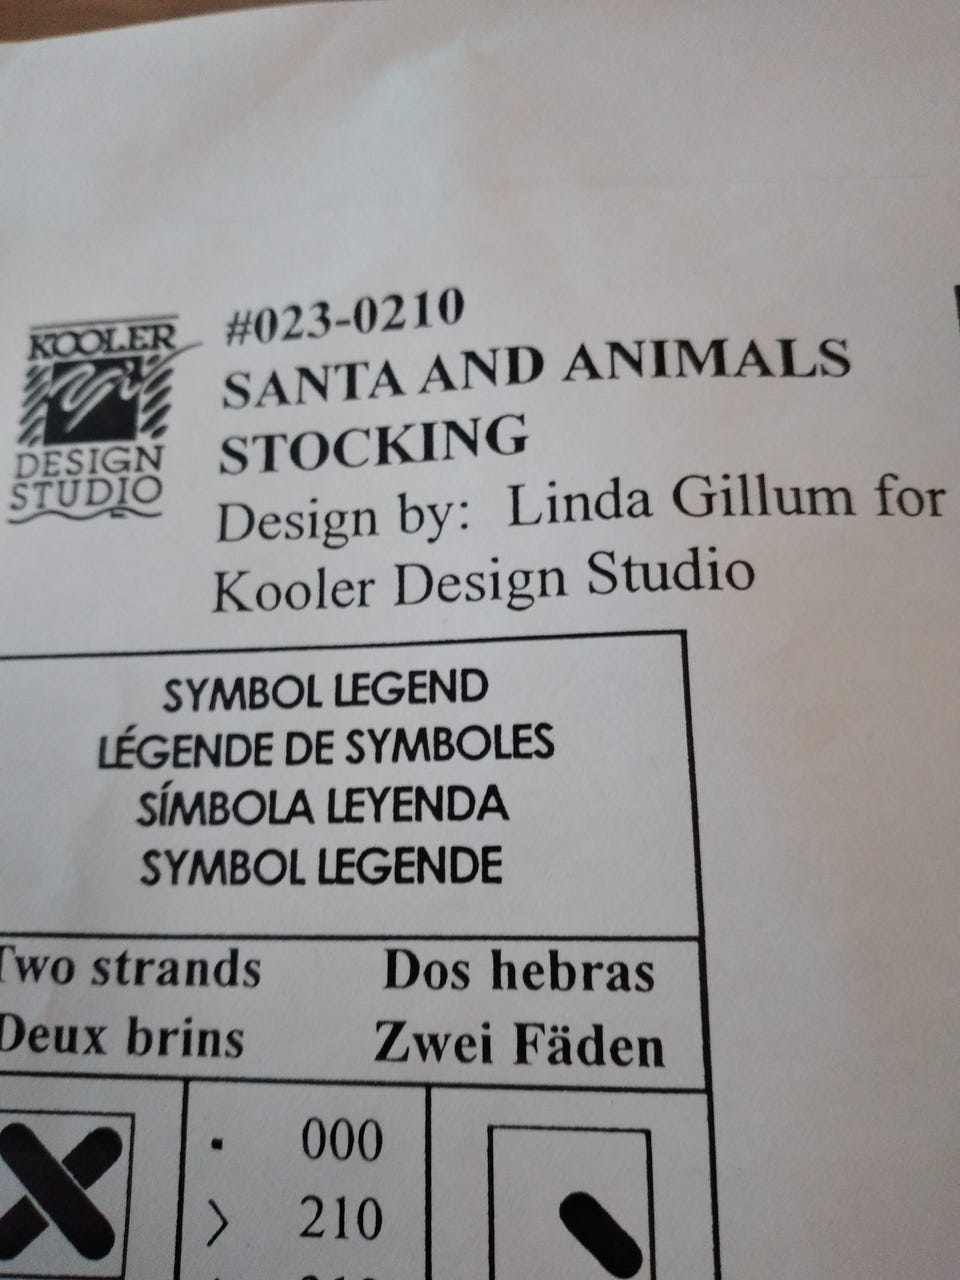 KOOLER
DESIGN
STUDIO
#023-0210
SANTA AND ANIMALS
STOCKING
Design by: Linda Gillum for
Kooler Design Studio
SYMBOL LEGEND
LÉGENDE DE SYMBOLES
SÍMBOLA LEYENDA
SYMBOL LEGENDE
Two strands Dos hebras
Deux brins Zwei Fäden
· 000
> 210